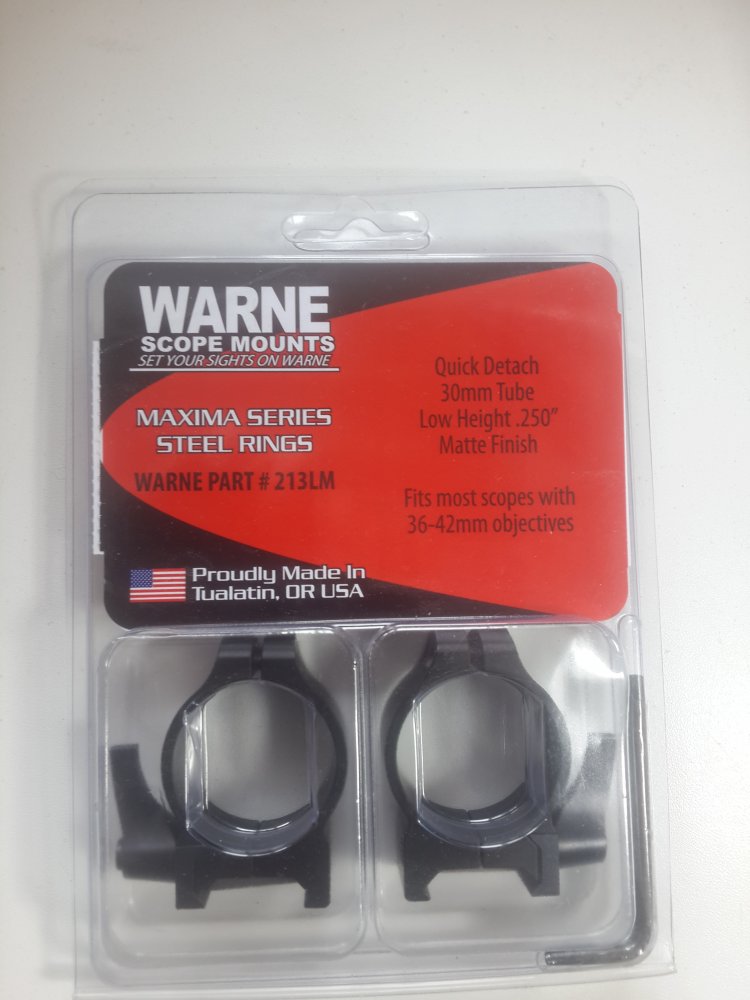 WARNE
SCOPE MOUNTS
SET YOUR SIGHTS ON WARNE
MAXIMA SERIES
STEEL RINGS
WARNE PART # 213LM
Proudly Made In
Tualatin, OR USA
Quick Detach
30mm Tube
Low Height .250”
Matte Finish
Fits most scopes with
36-42mm objectives